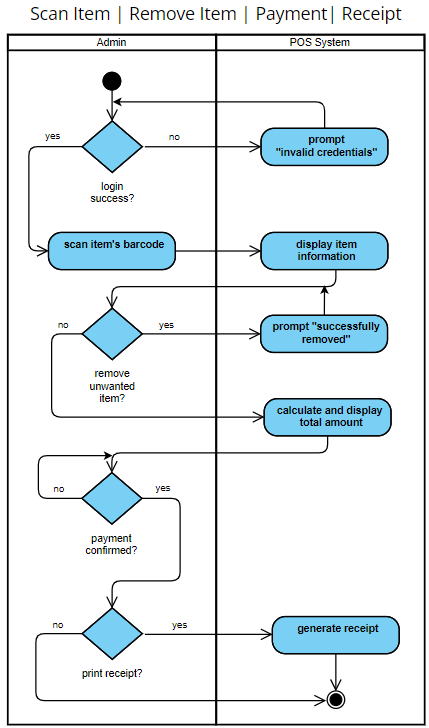 Scan Item | Remove Item | Payment| Receipt
Admin
POS System
yes
no
prompt
"invalid credentials"
login
success?
scan item's barcode
display item
information
no
yes
prompt "successfully
removed"
remove
unwanted
item?
calculate and display
total amount
no
yes
payment
confirmed?
no
yes
generate receipt
print receipt?